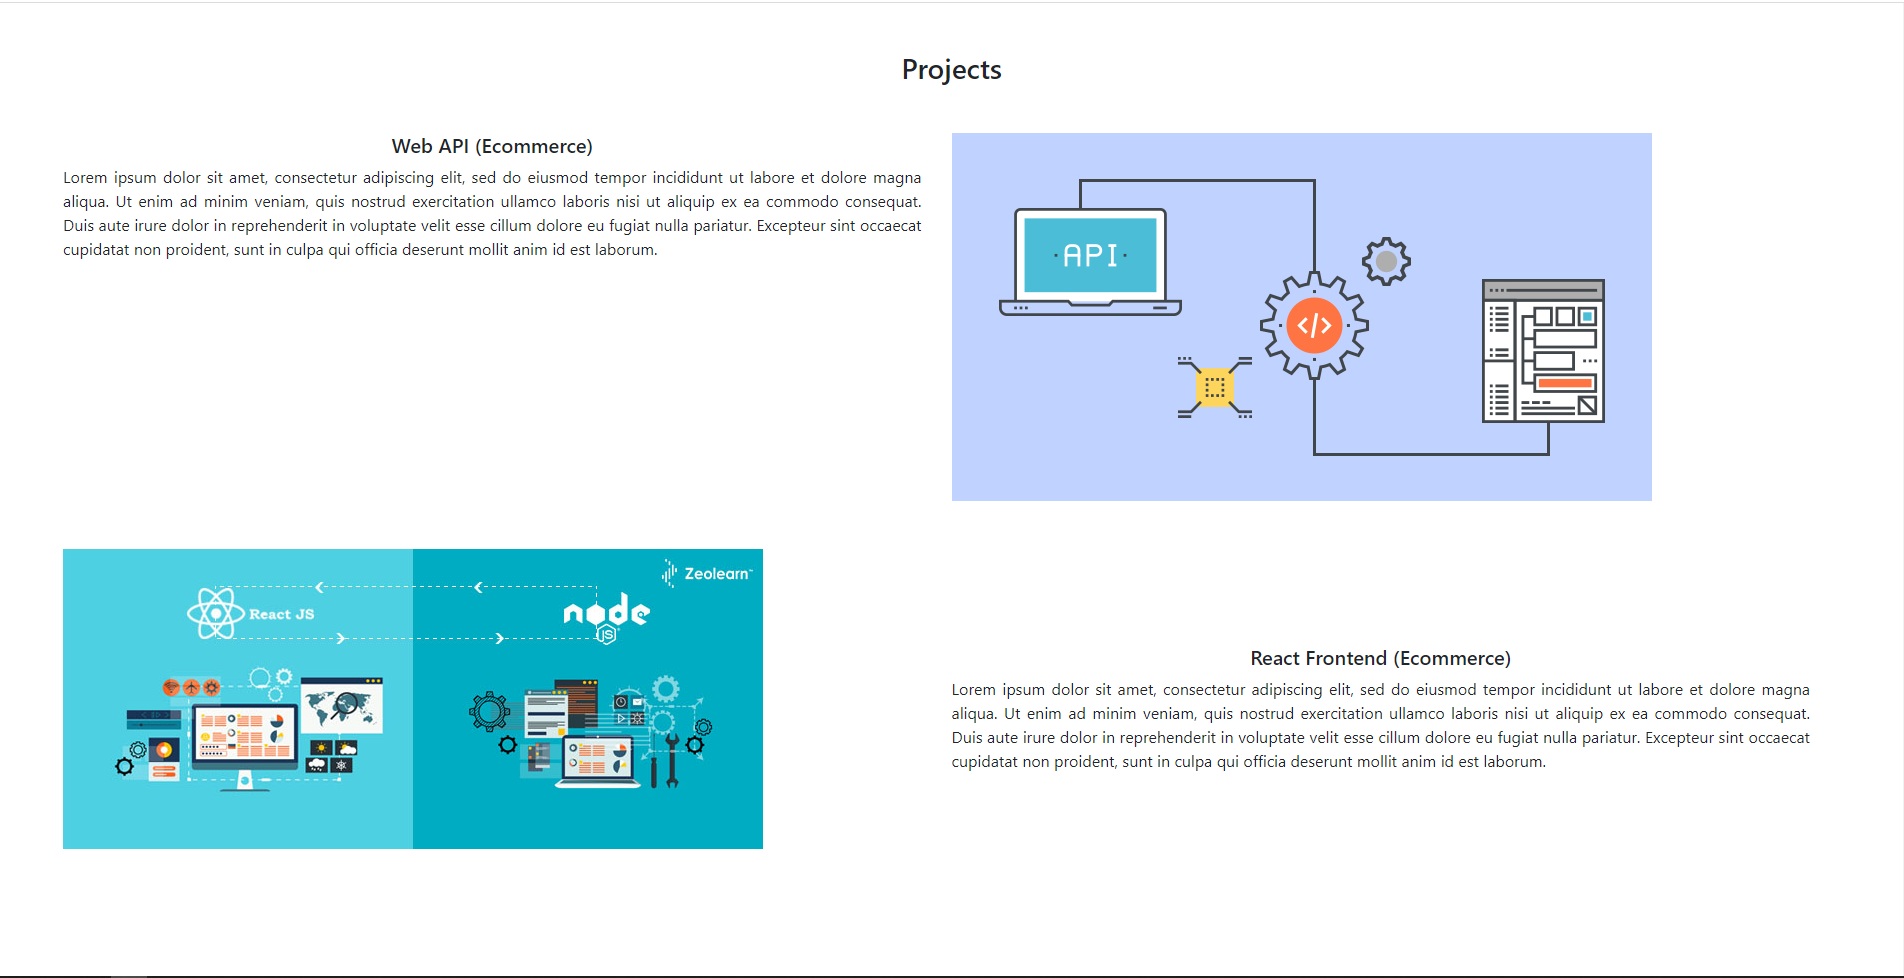 Projects
Web API (Ecommerce)
Lorem ipsum dolor sit amet, consectetur adipiscing elit, sed do eiusmod tempor incididunt ut labore et dolore magna
aliqua. Ut enim ad minim veniam, quis nostrud exercitation ullamco laboris nisi ut aliquip ex ea commodo consequat.
Duis aute irure dolor in reprehenderit in voluptate velit esse cillum dolore eu fugiat nulla pariatur. Excepteur sint occaecat
cupidatat non proident, sunt in culpa qui officia deserunt mollit anim id est laborum.
·API·
</>
Zeolearn™
React JS
node
JS
React Frontend (Ecommerce)
Lorem ipsum dolor sit amet, consectetur adipiscing elit, sed do eiusmod tempor incididunt ut labore et dolore magna
aliqua. Ut enim ad minim veniam, quis nostrud exercitation ullamco laboris nisi ut aliquip ex ea commodo consequat.
Duis aute irure dolor in reprehenderit in voluptate velit esse cillum dolore eu fugiat nulla pariatur. Excepteur sint occaecat
cupidatat non proident, sunt in culpa qui officia deserunt mollit anim id est laborum.